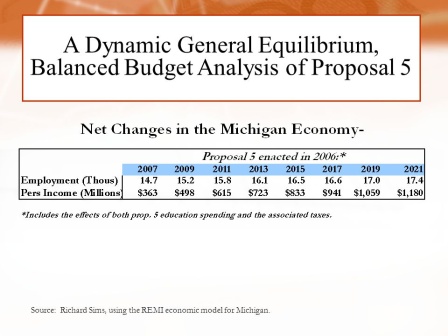 A Dynamic General Equilibrium,
Balanced Budget Analysis of Proposal 5
Net Changes in the Michigan Economy-
Proposal 5 enacted in 2006:*
2007 2009 2011 2013 2015 2017 2019 2021
Employment (Thous) 14.7 15.2 15.8 16.1 16.5 16.6 17.0 17.4
Pers Income (Millions) $363 $498 $615 $723 $833 $941 $1,059 $1,180
*Includes the effects of both prop. 5 education spending and the associated taxes.
Source: Richard Sims, using the REMI economic model for Michigan.